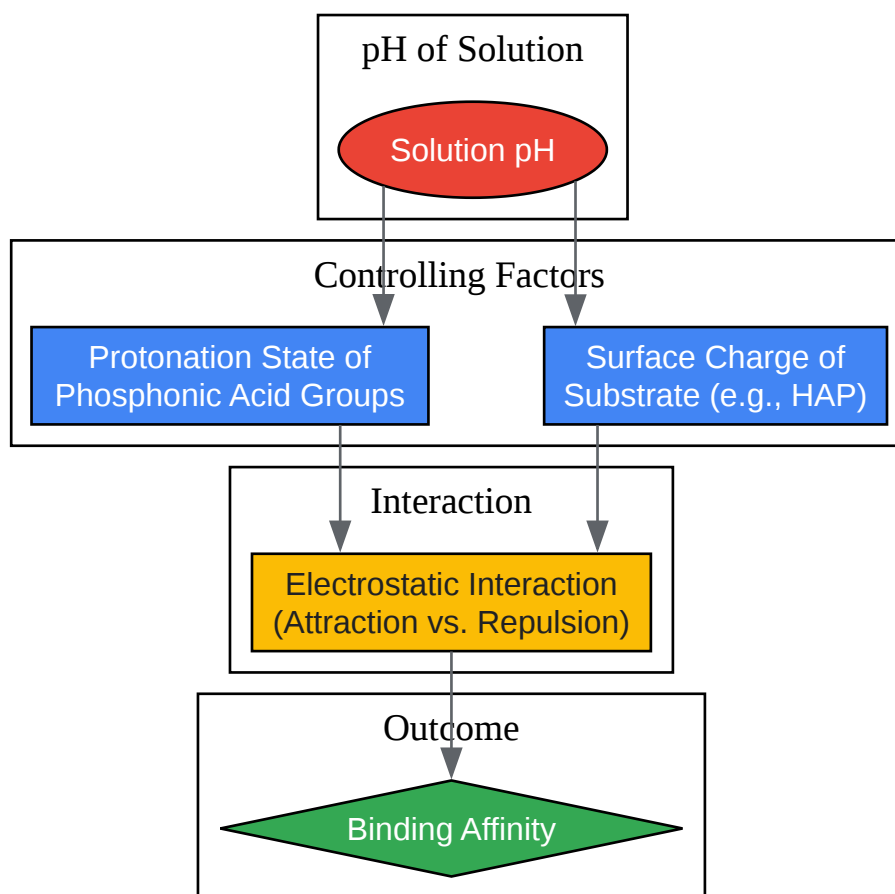 pH of Solution
Solution pH
Controlling Factors
Protonation State of
Phosphonic Acid Groups
Surface Charge of
Substrate (e.g., HAP)
Interaction
Electrostatic Interaction
(Attraction vs. Repulsion)
Outcome
Binding Affinity